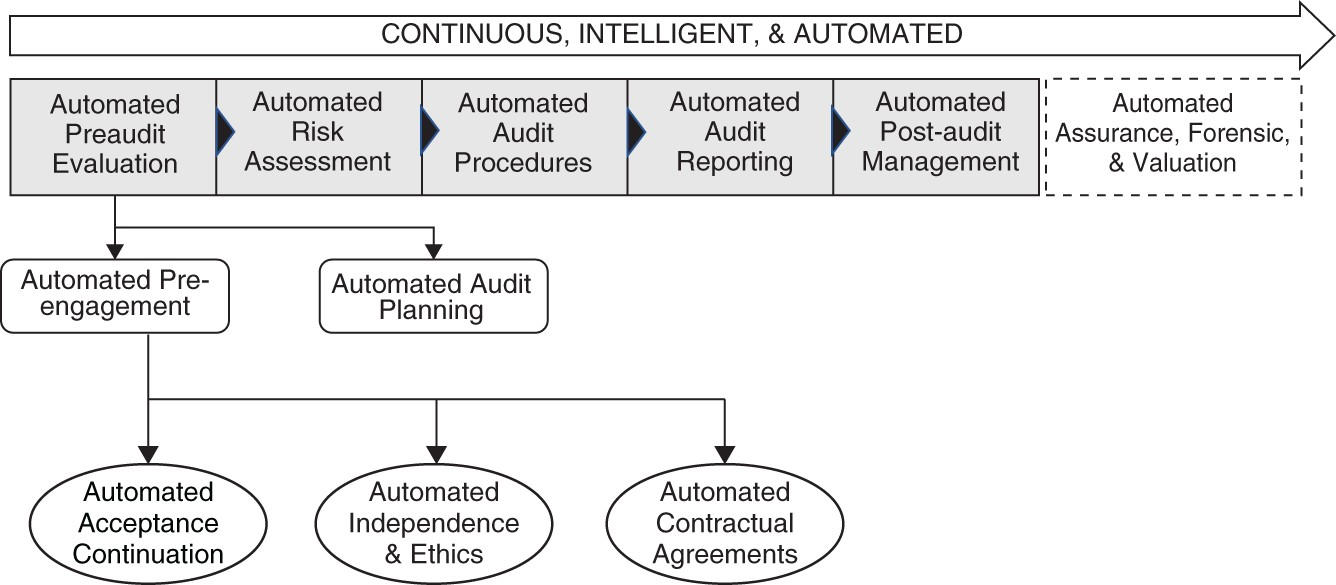 CONTINUOUS, INTELLIGENT, & AUTOMATED
Automated
Preaudit
Evaluation
Automated
Risk
Assessment
Automated
Audit
Procedures
Automated
Audit
Reporting
Automated
Post-audit
Management
Automated
Assurance, Forensic,
& Valuation
Automated Pre-
engagement
Automated Audit
Planning
Automated
Acceptance
Continuation
Automated
Independence
& Ethics
Automated
Contractual
Agreements